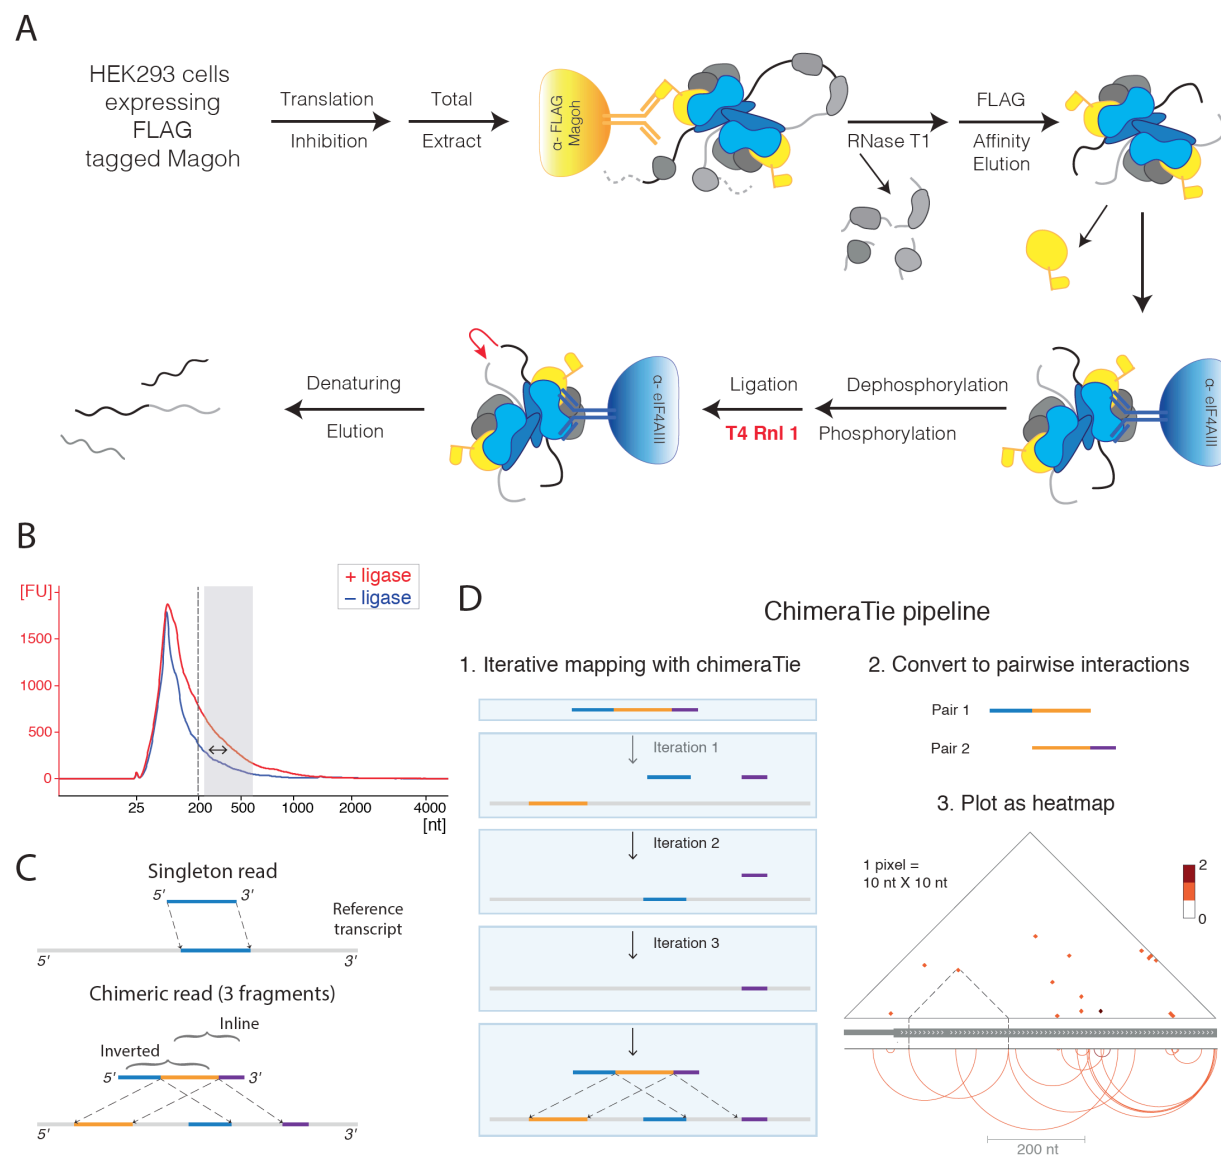 A
HEK293 cells
expressing
FLAG
tagged Magoh
Translation
Inhibition
Total
Extract
α- FLAG
Magoh
RNase T1
FLAG
Affinity
Elution
Denaturing
Elution
α- eIF4AIII
Ligation
T4 Rnl 1
Dephosphorylation
Phosphorylation
α- eIF4AIII
B
[FU]
+ ligase
– ligase
1500
1000
500
0
25
200
500
1000
2000
4000
[nt]
C
Singleton read
5'
3'
Reference
transcript
5'
3'
Chimeric read (3 fragments)
Inline
Inverted
5'
3'
5'
3'
D
ChimeraTie pipeline
1. Iterative mapping with chimeraTie
Iteration 1
Iteration 2
Iteration 3
2. Convert to pairwise interactions
Pair 1
Pair 2
3. Plot as heatmap
1 pixel =
10 nt X 10 nt
2
0
200 nt